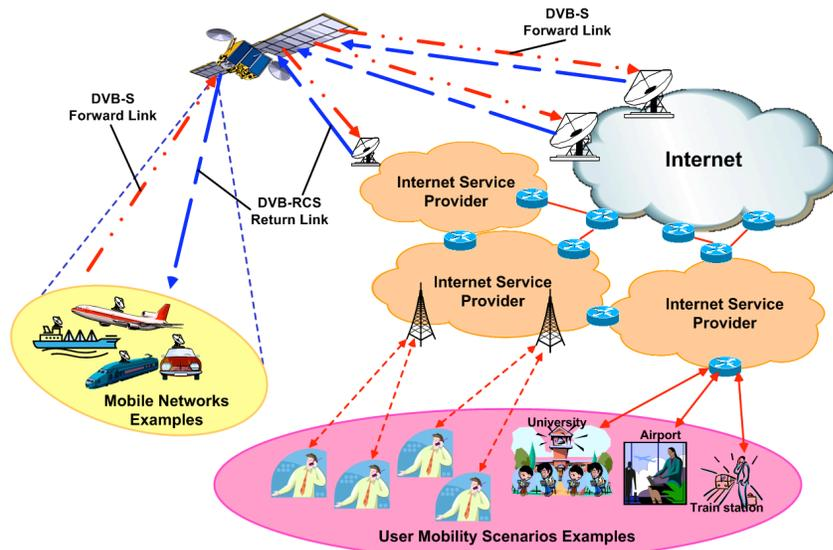 DVB-S
Forward Link
DVB-S
Forward Link
Internet
Internet Service
Provider
DVB-RCS
Return Link
Internet Service
Provider
Internet Service
Provider
Mobile Networks
Examples
University
Airport
Train station
User Mobility Scenarios Examples